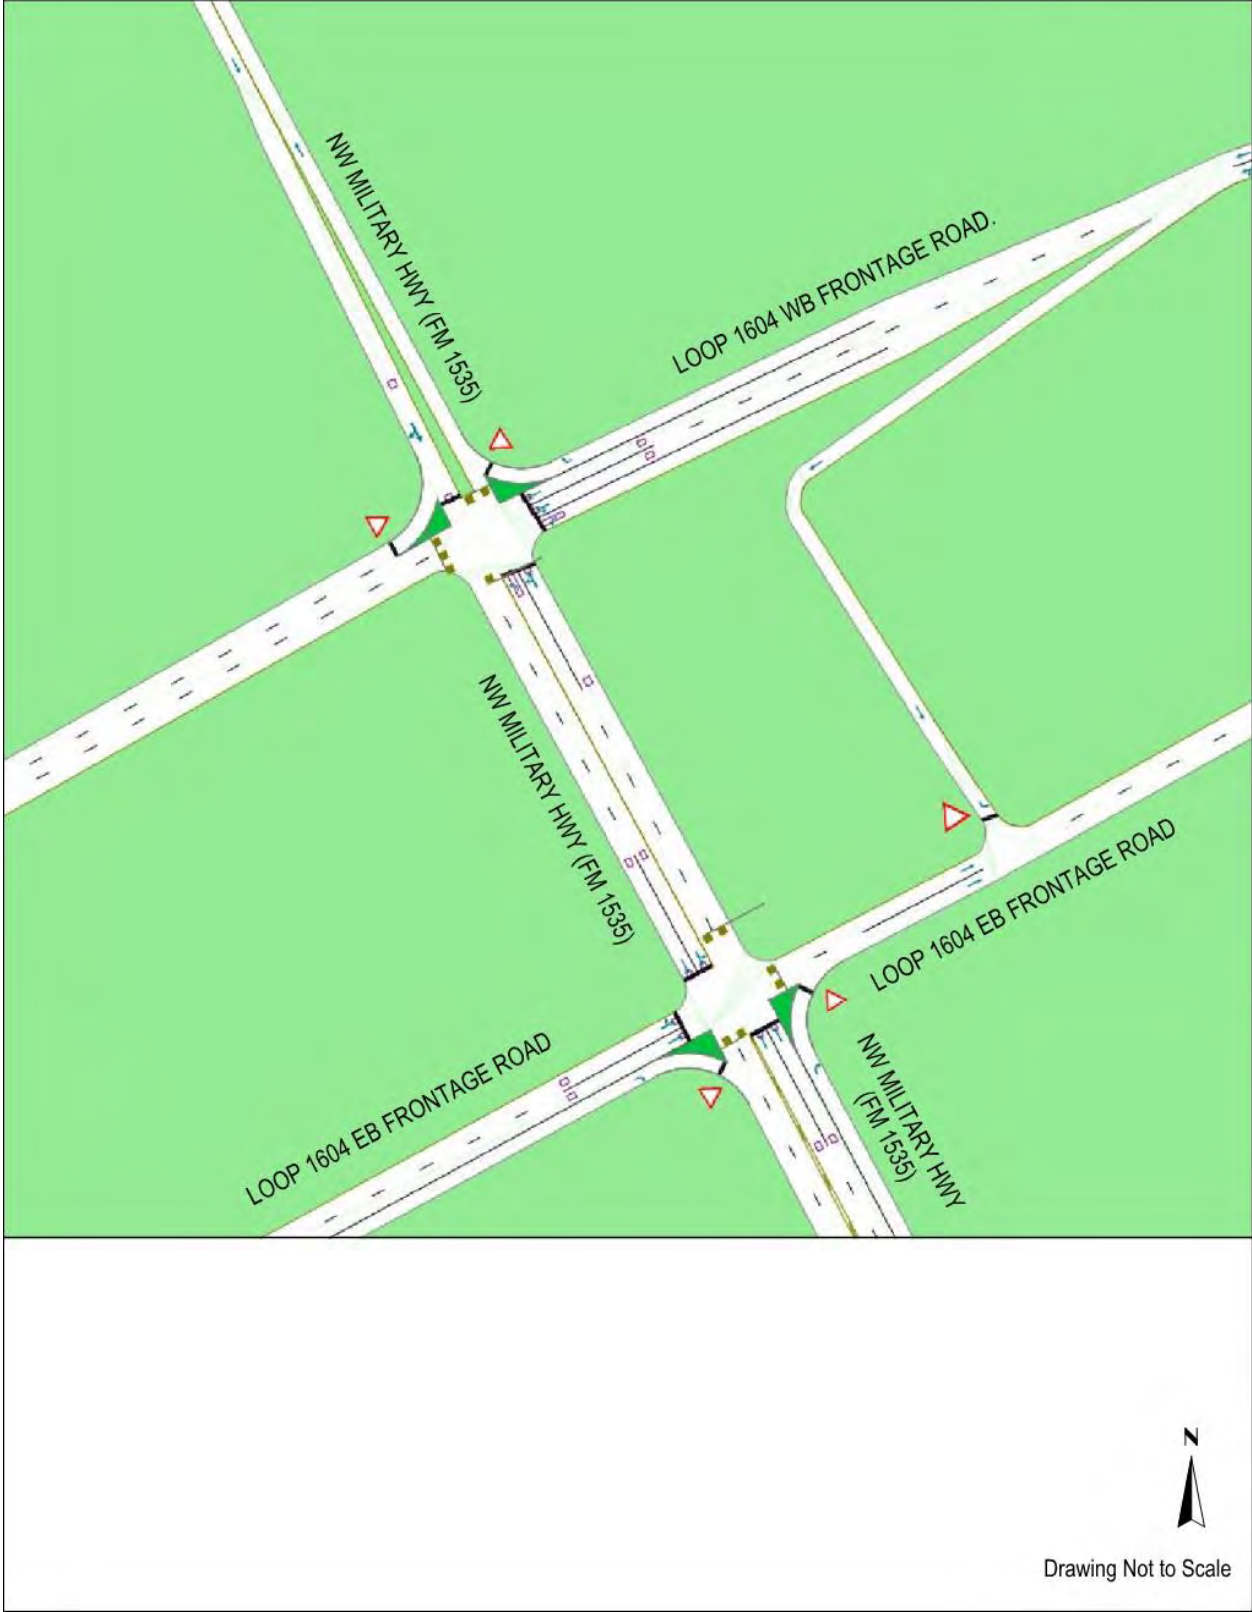 NW MILITARY HWY (FM 1535)
LOOP 1604 WB FRONTAGE ROAD.
NW MILITARY HWY (FM 1535)
LOOP 1604 EB FRONTAGE ROAD
LOOP 1604 EB FRONTAGE ROAD
NW MILITARY HWY
(FM 1535)
N
Drawing Not to Scale